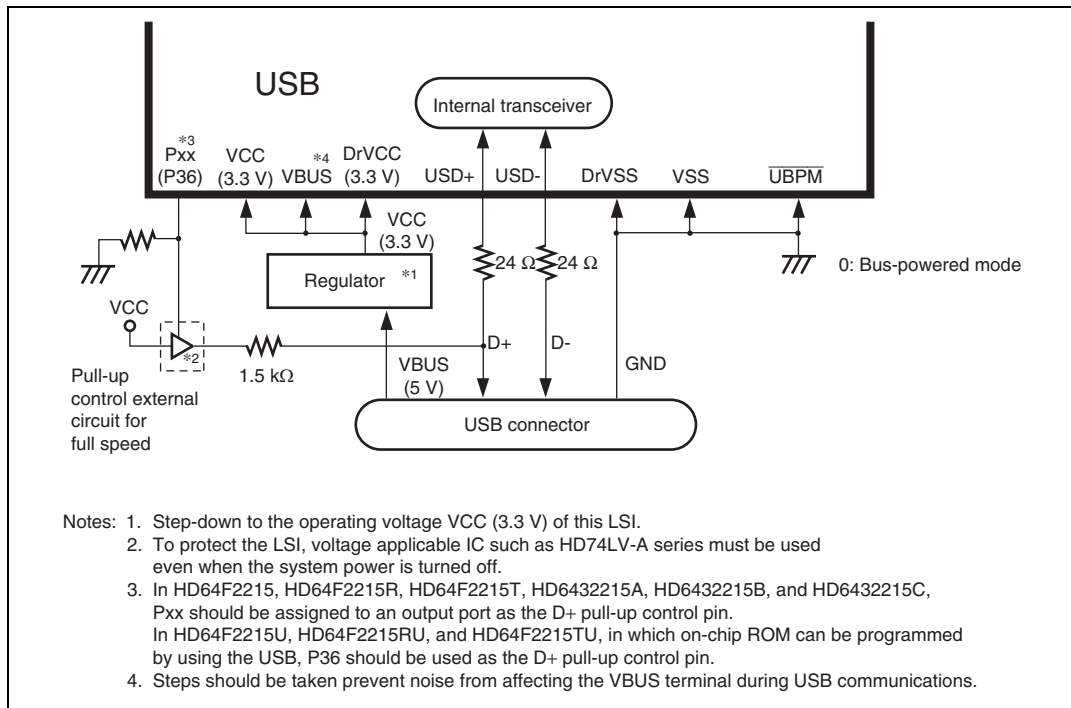 USB
Internal transceiver
*3
Pxx
(P36)
VCC
(3.3 V)
*4
VBUS
DrVCC
(3.3 V)
USD+
USD-
DrVSS
VSS
UBPM
VCC
(3.3 V)
Regulator *1
24 Ω
24 Ω
0: Bus-powered mode
VCC
*2
1.5 kΩ
D+
D-
VBUS
(5 V)
GND
Pull-up
control external
circuit for
full speed
USB connector
Notes: 1. Step-down to the operating voltage VCC (3.3 V) of this LSI.
2. To protect the LSI, voltage applicable IC such as HD74LV-A series must be used
even when the system power is turned off.
3. In HD64F2215, HD64F2215R, HD64F2215T, HD6432215A, HD6432215B, and HD6432215C,
Pxx should be assigned to an output port as the D+ pull-up control pin.
In HD64F2215U, HD64F2215RU, and HD64F2215TU, in which on-chip ROM can be programmed
by using the USB, P36 should be used as the D+ pull-up control pin.
4. Steps should be taken prevent noise from affecting the VBUS terminal during USB communications.